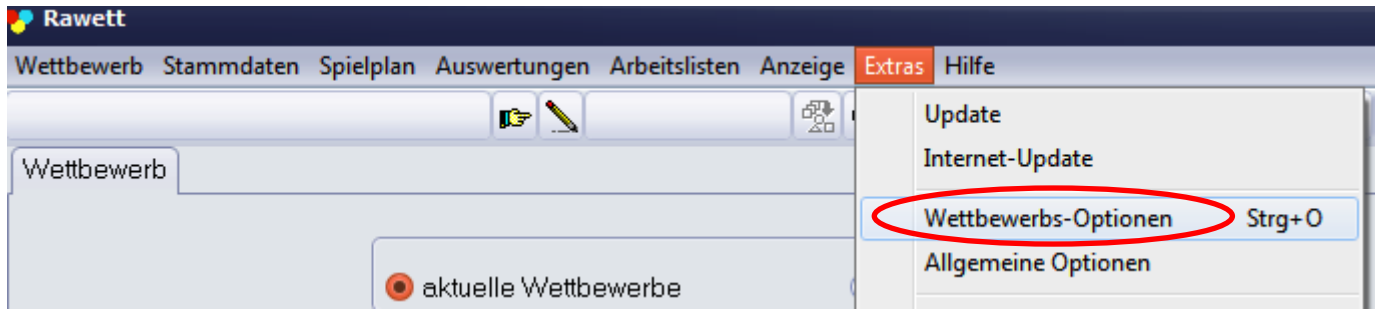 Rawett
Wettbewerb Stammdaten Spielplan Auswertungen Arbeitslisten Anzeige Extras Hilfe
Update
Internet-Update
Wettbewerb
Wettbewerbs-Optionen Strg+O
Allgemeine Optionen
aktuelle Wettbewerbe